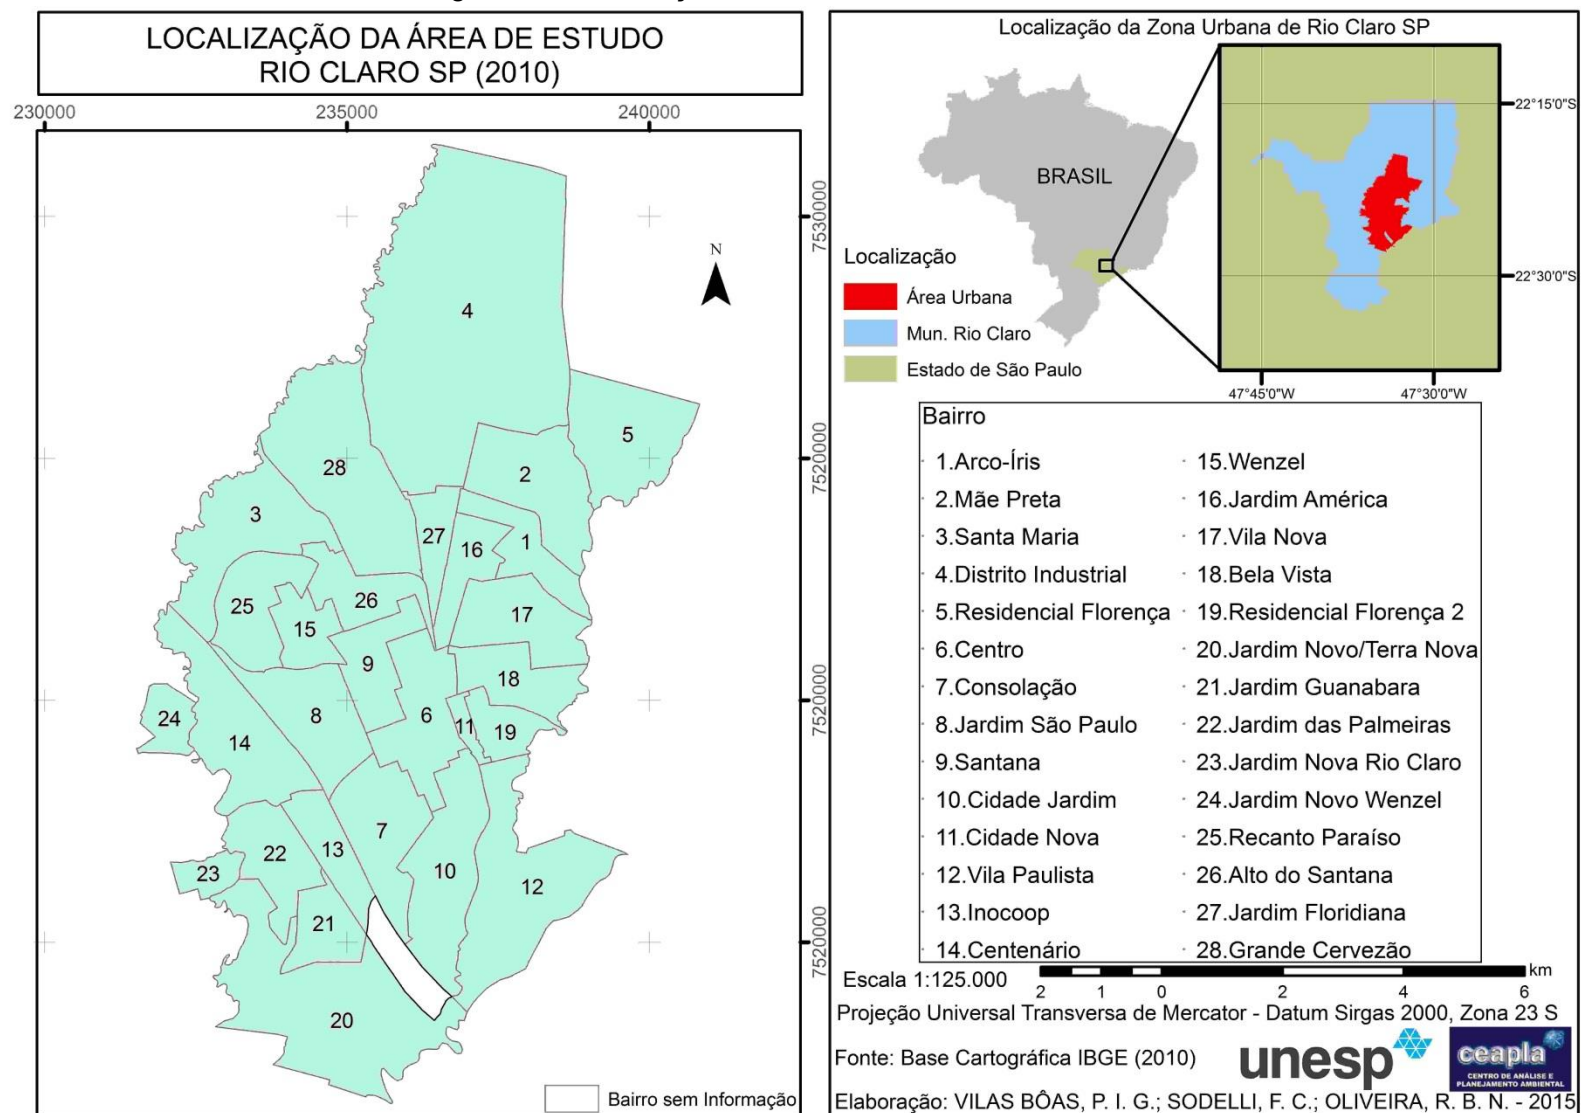 LOCALIZAÇÃO DA ÁREA DE ESTUDO
RIO CLARO SP (2010)
230000
235000
240000
7530000
7520000
7520000
7520000
N
4
5
28
2
3
27
16
1
25
26
15
17
9
18
24
8
6
11
19
14
7
13
22
10
23
12
21
20
Bairro sem Informação
Localização da Zona Urbana de Rio Claro SP
BRASIL
22°15'0"S
22°30'0"S
47°45'0"W
47°30'0"W
Localização
Área Urbana
Mun. Rio Claro
Estado de São Paulo
Bairro
1.Arco-Íris
2.Mãe Preta
3.Santa Maria
4.Distrito Industrial
5.Residencial Florença
6.Centro
7.Consolação
8.Jardim São Paulo
9.Santana
10.Cidade Jardim
11.Cidade Nova
12.Vila Paulista
13.Inocoop
14.Centenário
15.Wenzel
16.Jardim América
17.Vila Nova
18.Bela Vista
19.Residencial Florença 2
20.Jardim Novo/Terra Nova
21.Jardim Guanabara
22.Jardim das Palmeiras
23.Jardim Nova Rio Claro
24.Jardim Novo Wenzel
25.Recanto Paraíso
26.Alto do Santana
27.Jardim Floridiana
28.Grande Cervezão
Escala 1:125.000
2 1 0 2 4 6 km
Projeção Universal Transversa de Mercator - Datum Sirgas 2000, Zona 23 S
Fonte: Base Cartográfica IBGE (2010)
unesp
ceapla
CENTRO DE ANÁLISE E
PLANEJAMENTO AMBIENTAL
Elaboração: VILAS BÔAS, P. I. G.; SODELLI, F. C.; OLIVEIRA, R. B. N. - 2015